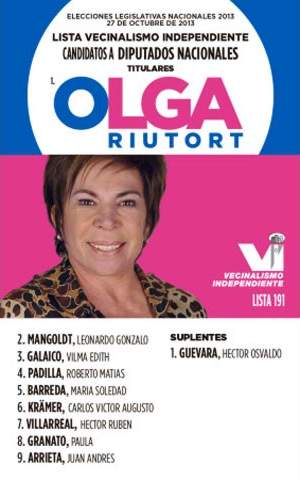 ELECCIONES LEGISLATIVAS NACIONALES 2013
27 DE OCTUBRE DE 2013
LISTA VECINALISMO INDEPENDIENTE
CANDIDATOS A DIPUTADOS NACIONALES
TITULARES
1. OLGA
RIUTORT
VI
VECINALISMO
INDEPENDIENTE
LISTA 191
2. MANGOLDT, LEONARDO GONZALO
3. GALAICO, VILMA EDITH
4. PADILLA, ROBERTO MATIAS
5. BARREDA, MARIA SOLEDAD
6. KRÄMER, CARLOS VICTOR AUGUSTO
7. VILLARREAL, HECTOR RUBEN
8. GRANATO, PAULA
9. ARRIETA, JUAN ANDRES
SUPLENTES
1. GUEVARA, HECTOR OSVALDO